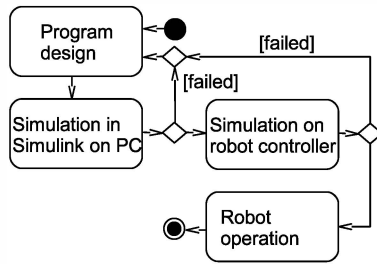 Program
design
[failed]
[failed]
Simulation in
Simulink on PC
Simulation on
robot controller
Robot
operation